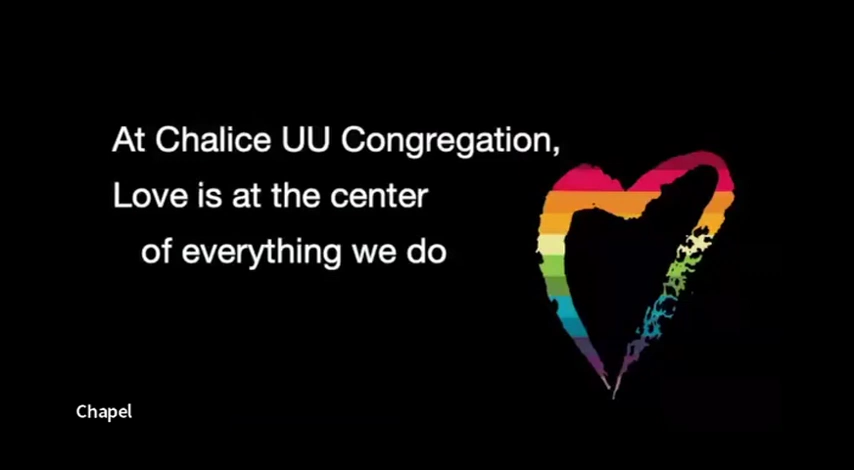 At Chalice UU Congregation,
Love is at the center
of everything we do
Chapel